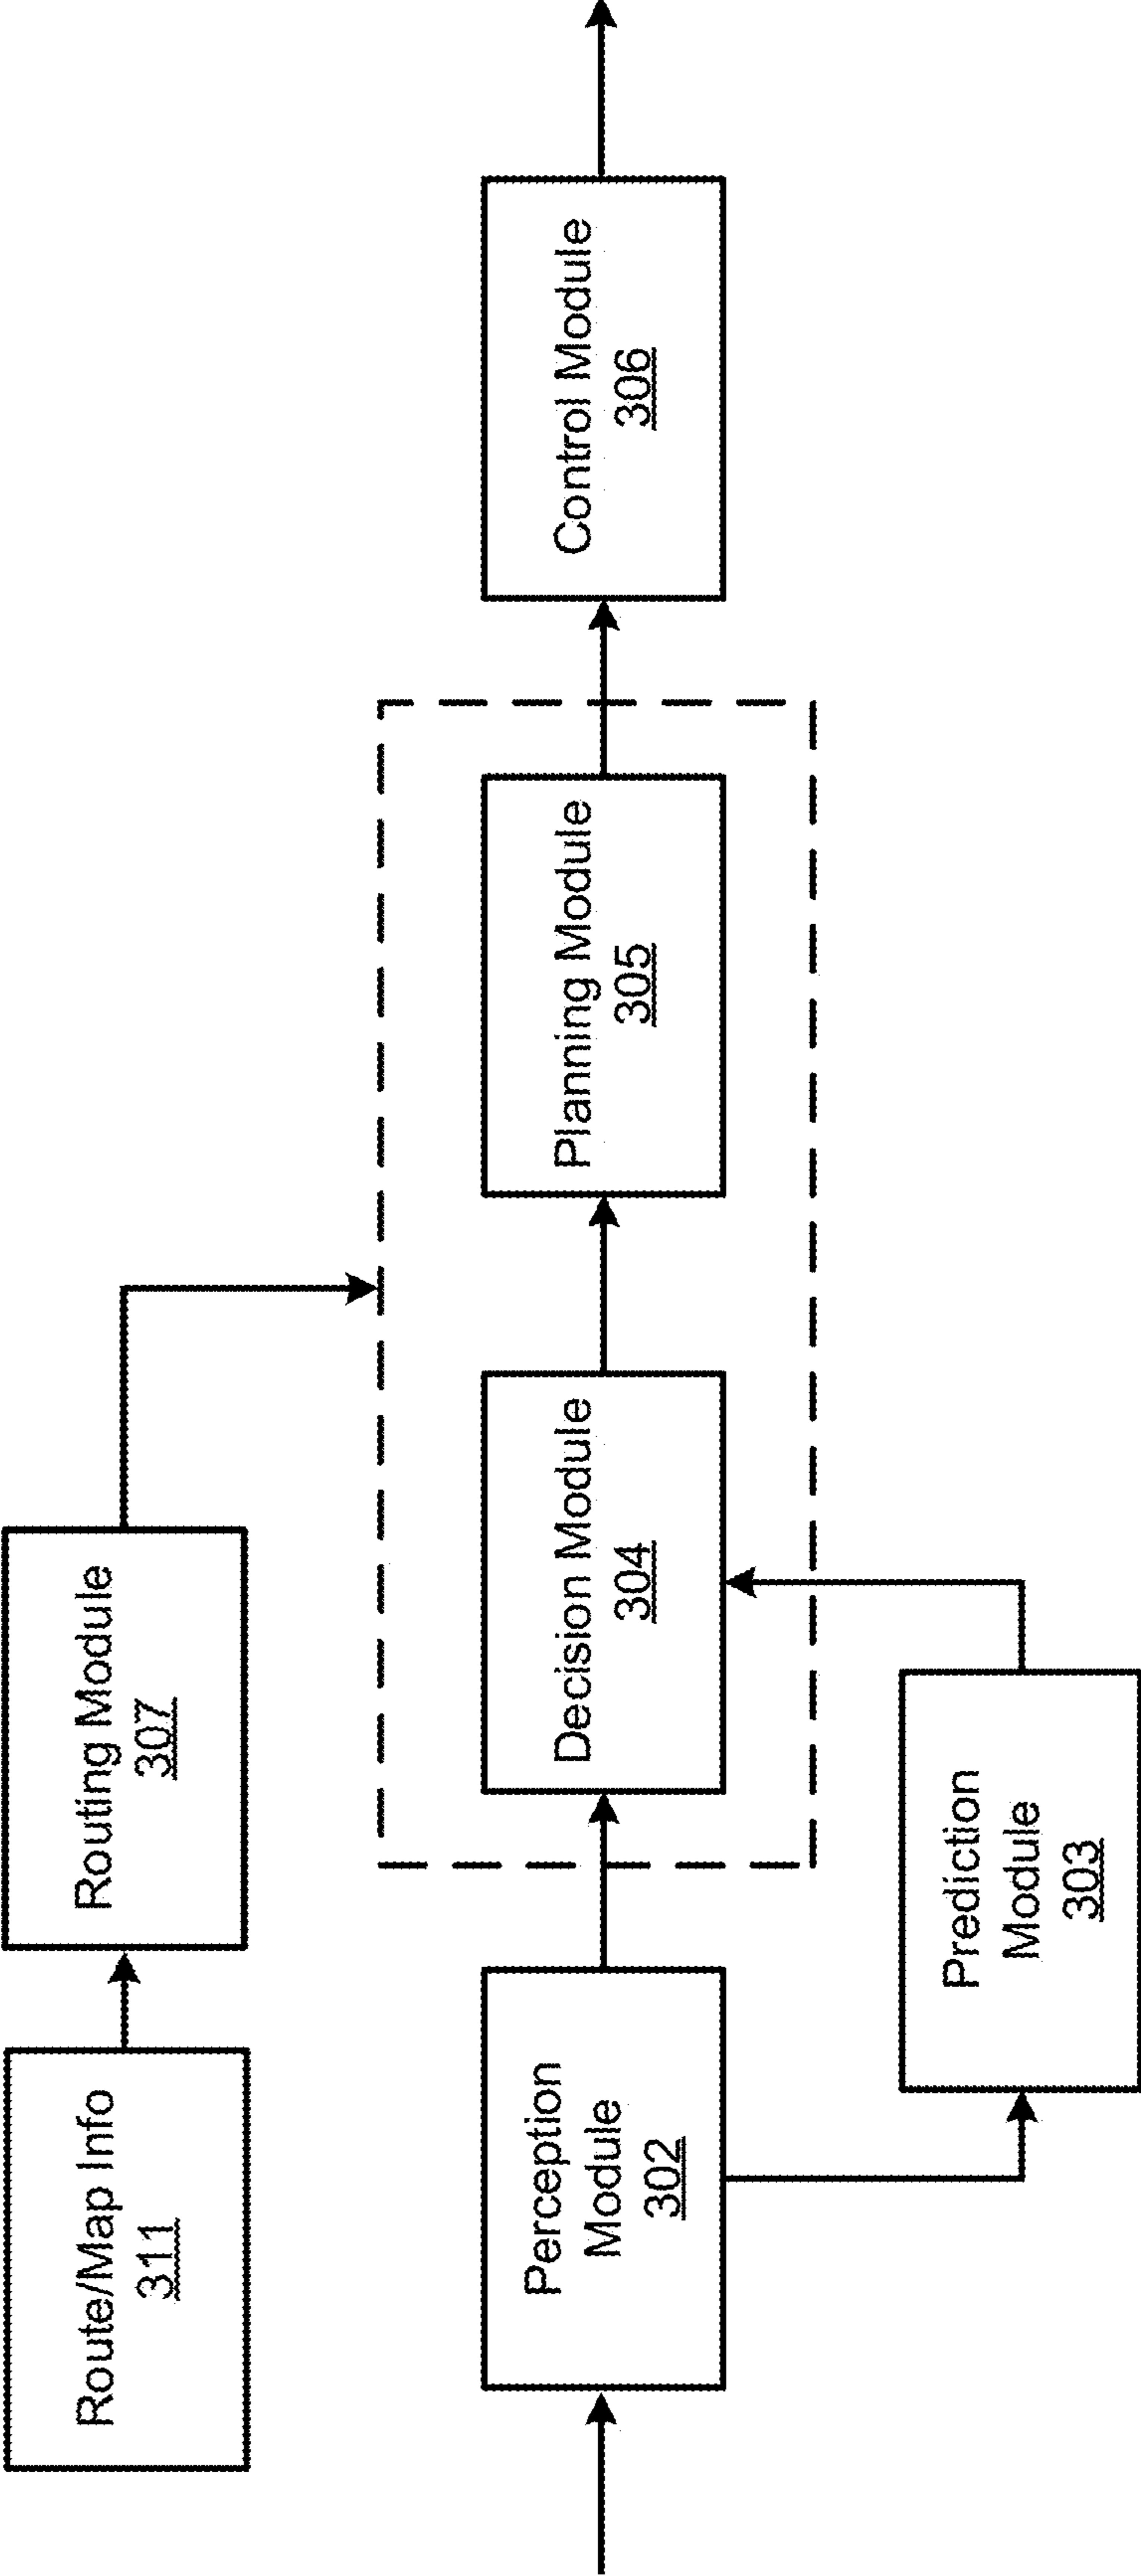 Route/Map Info
311
Routing Module
307
Perception
Module
302
Decision Module
304
Planning Module
305
Control Module
306
Prediction
Module
303